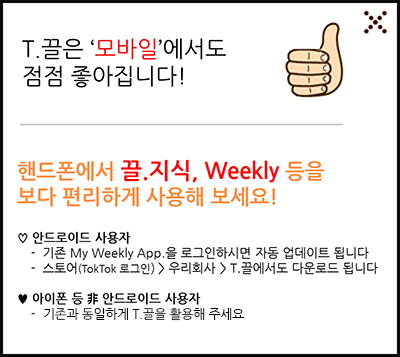 T.끌은 ‘모바일’에서도
점점 좋아집니다!
핸드폰에서 끌.지식, Weekly 등을
보다 편리하게 사용해 보세요!
♡ 안드로이드 사용자
- 기존 My Weekly App.을 로그인하시면 자동 업데이트 됩니다
- 스토어(TokTok 로그인) > 우리회사 > T.끌에서도 다운로드 됩니다
♥ 아이폰 등 非 안드로이드 사용자
- 기존과 동일하게 T.끌을 활용해 주세요